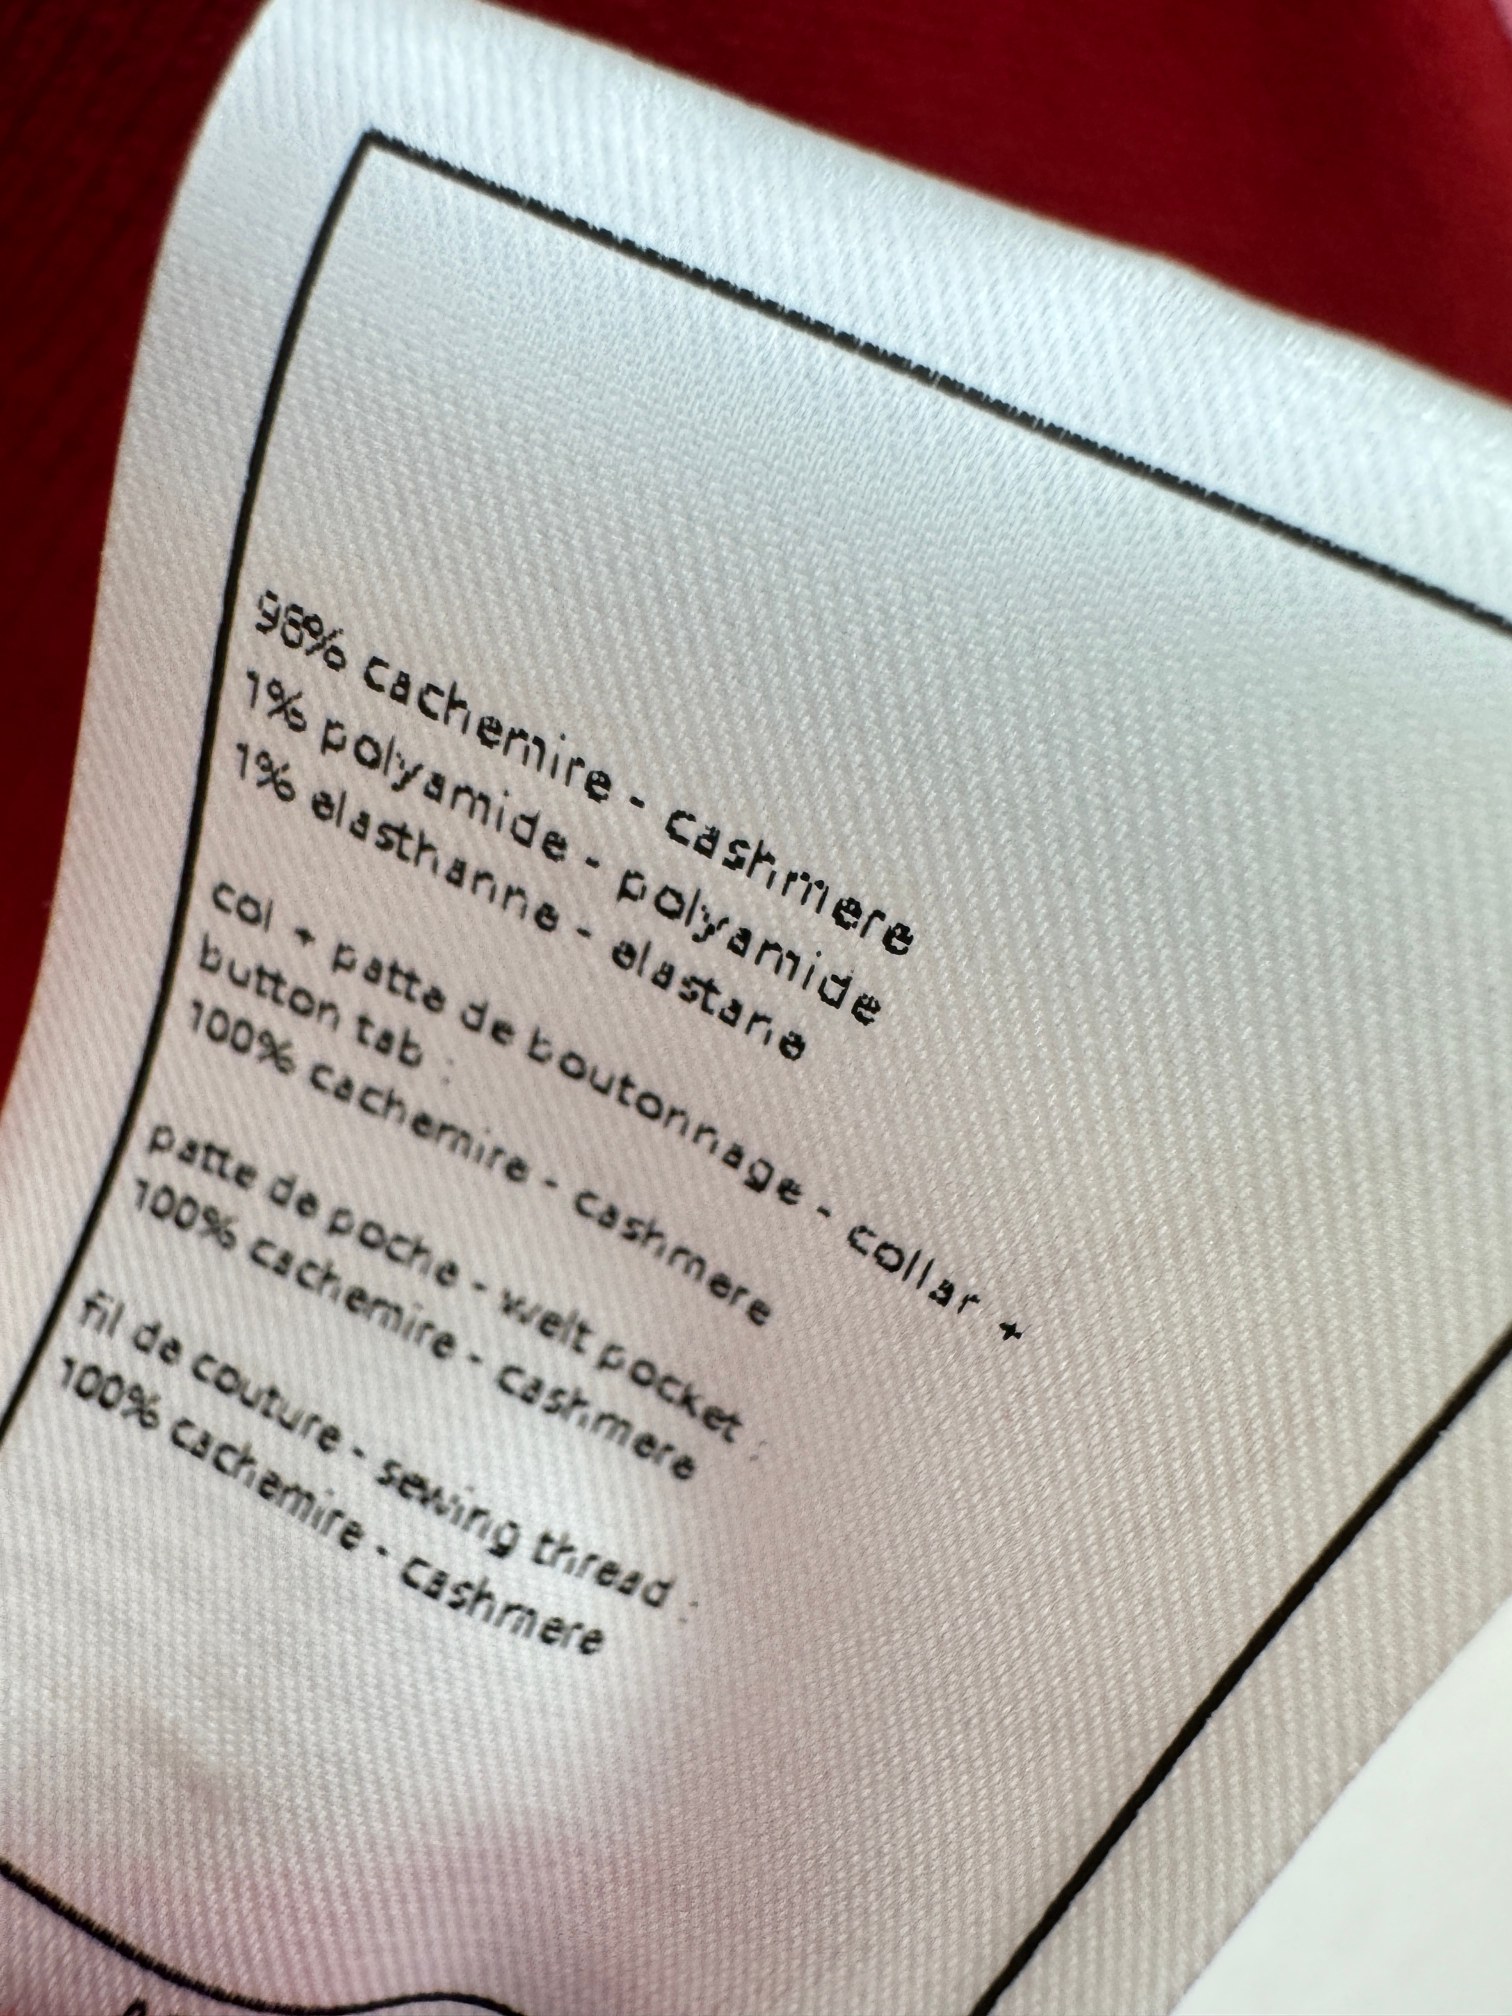 98% cachemire - cashmere
1% polyamide - polyamide
1% elasthanne - elastane
col + patte de boutonnage - collar +
button tab :
100% cachemire - cashmere
patte de poche - welt pocket :
100% cachemire - cashmere
fil de couture - sewing thread :
100% cachemire - cashmere